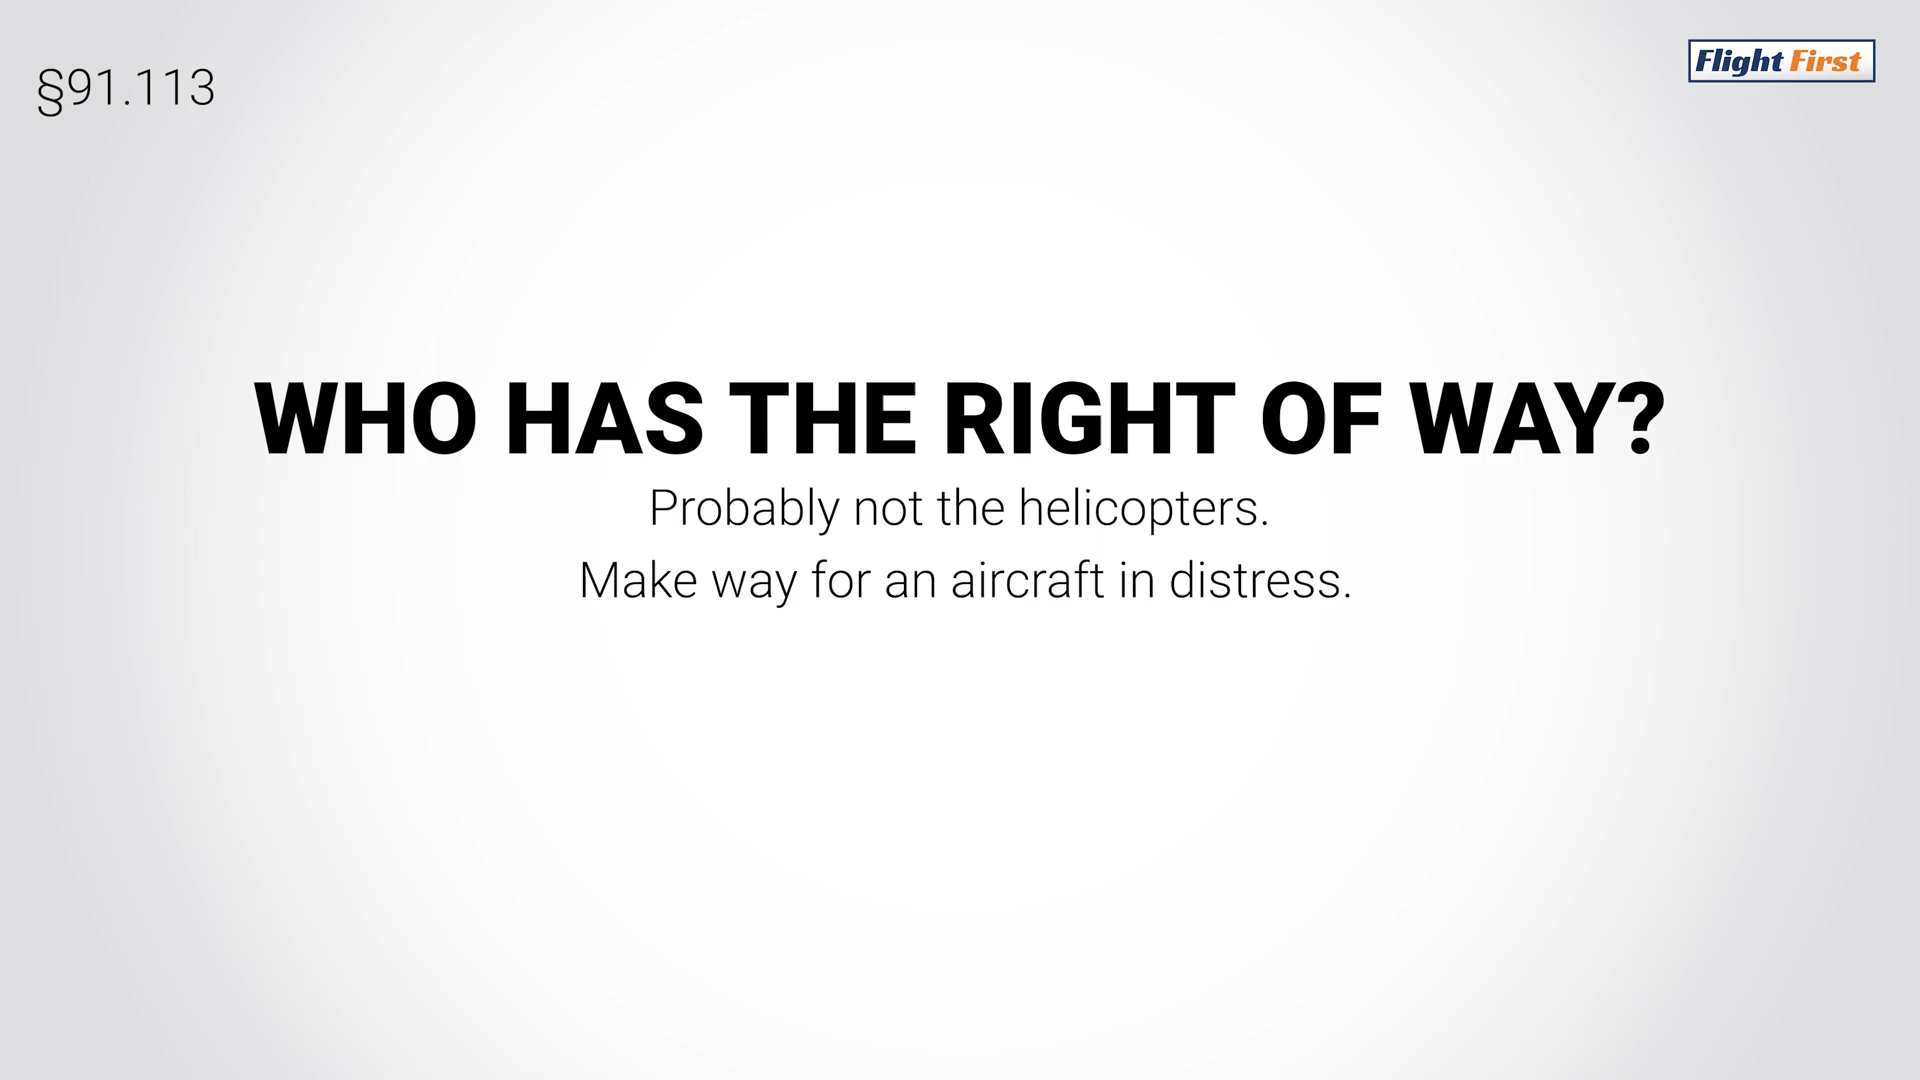 §91.113
Flight First
WHO HAS THE RIGHT OF WAY?
Probably not the helicopters.
Make way for an aircraft in distress.